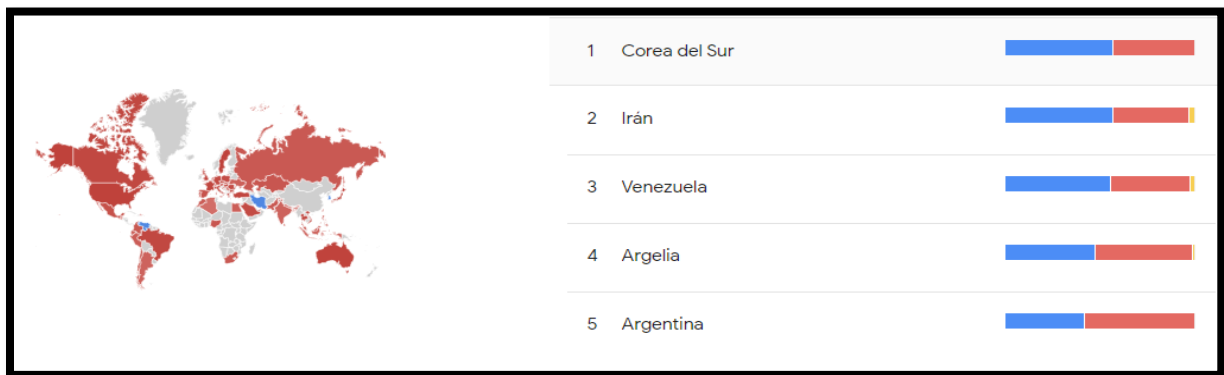 1 Corea del Sur
2 Irán
3 Venezuela
4 Argelia
5 Argentina